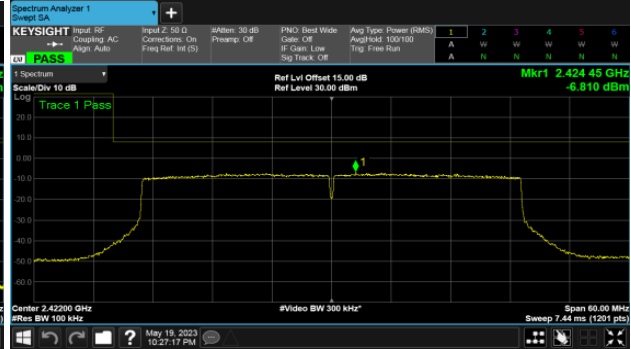 Spectrum Analyzer 1
Swept SA
+
KEYSIGHT
Input: RF
Coupling: AC
Align: Auto
Input Z: 50 Ω
Corrections: On
Freq Ref: Int (S)
#Atten: 30 dB
Preamp: Off
PNO: Best Wide
Gate: Off
IF Gain: Low
Sig Track: Off
Avg Type: Power (RMS)
Avg|Hold: 100/100
Trig: Free Run
1 2 3 4 5 6
A W W W W W
A N N N N N
LXI PASS
1 Spectrum
Scale/Div 10 dB
Ref Lvl Offset 15.00 dB
Ref Level 30.00 dBm
Mkr1 2.424 45 GHz
-6.810 dBm
Log
Trace 1 Pass
20.0
10.0
0.00
-10.0
-20.0
-30.0
-40.0
-50.0
-60.0
1
Center 2.42200 GHz
#Res BW 100 kHz
#Video BW 300 kHz*
Span 60.00 MHz
Sweep 7.44 ms (1201 pts)
?
May 19, 2023
10:27:17 PM